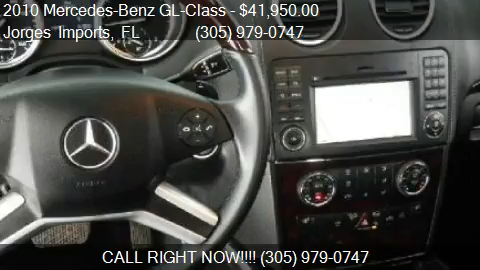 2010 Mercedes-Benz GL-Class - $41,950.00
Jorges Imports, FL (305) 979-0747
CALL RIGHT NOW!!!! (305) 979-0747